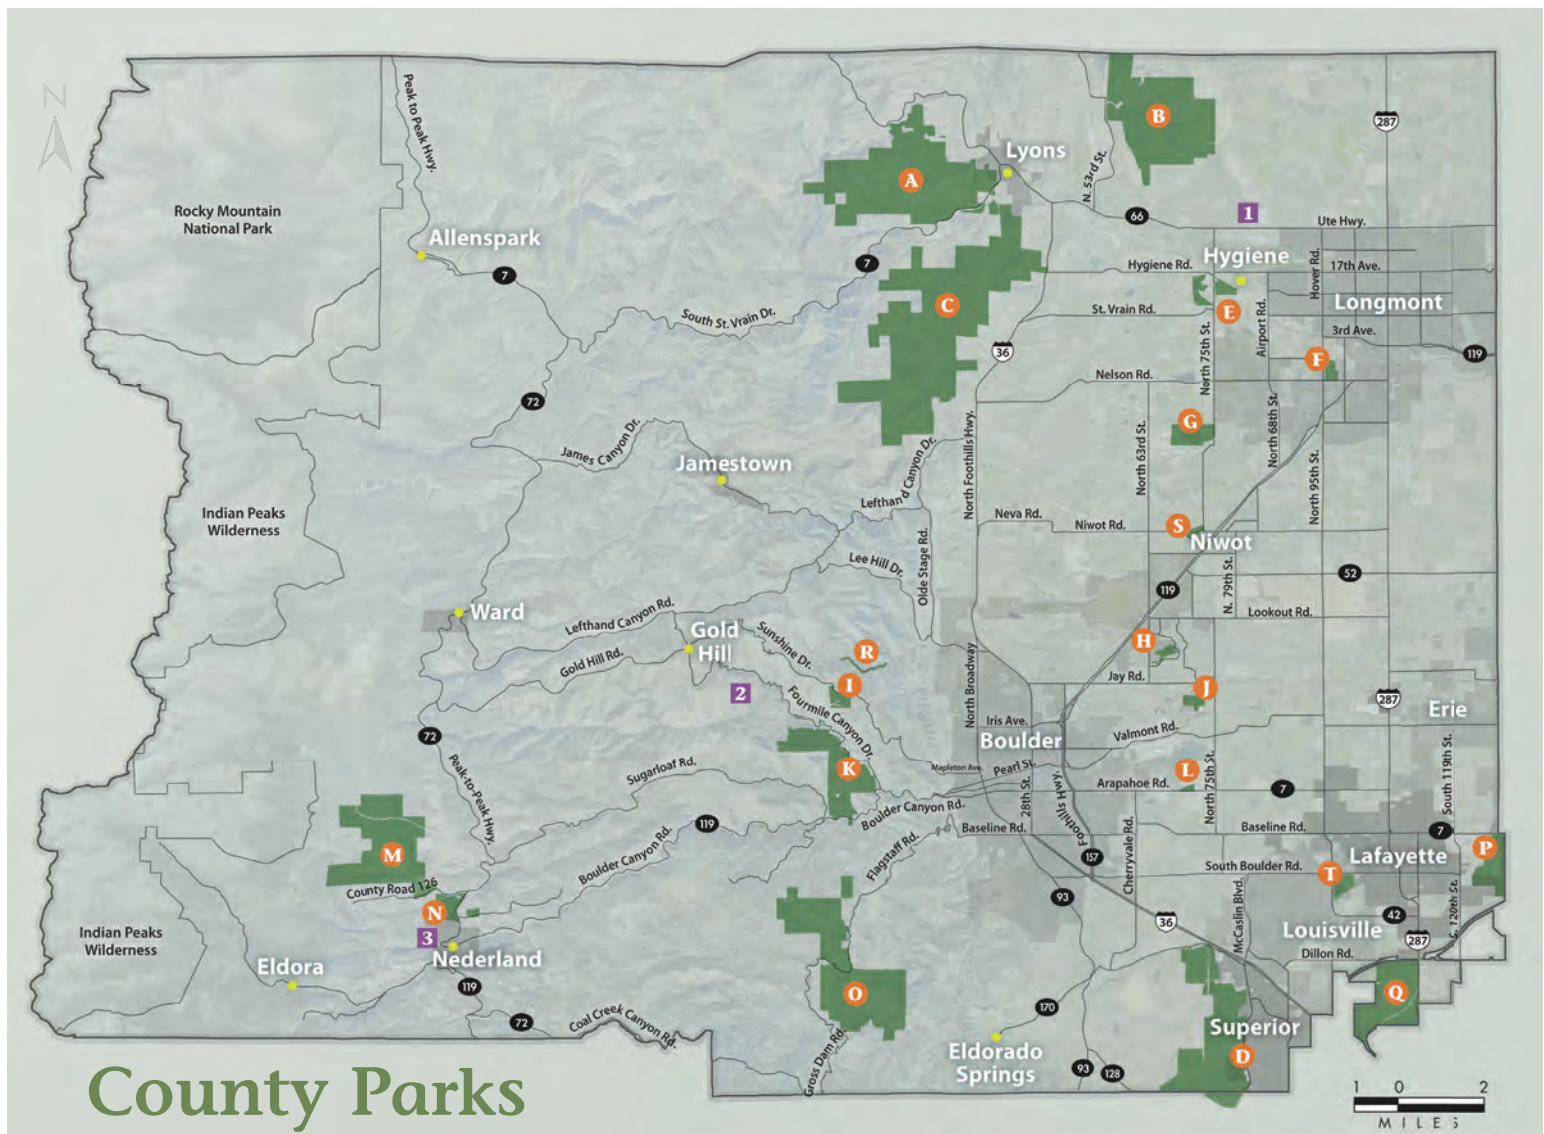 N
Peak to Peak Hwy.
287
B
Lyons
A
N. 53rd St.
Rocky Mountain
National Park
66
1
Ute Hwy.
Allenspark
7
7
Hygiene
Hygiene Rd.
Hover Rd.
17th Ave.
C
South St. Vrain Dr.
St. Vrain Rd.
E
Airport Rd.
Longmont
3rd Ave.
36
North 75th St.
F
119
Nelson Rd.
72
G
North 68th St.
James Canyon Dr.
North Foothills Hwy.
North 63rd St.
Jamestown
Lefthand Canyon Dr.
North 95th St.
Indian Peaks
Wilderness
Neva Rd.
Niwot Rd.
S
Niwot
Lee Hill Dr.
Olde Stage Rd.
52
119
N. 79th St.
Ward
Lefthand Canyon Rd.
Lookout Rd.
Gold
Hill
Sunshine Dr.
R
H
Gold Hill Rd.
North Broadway
2
I
Jay Rd.
J
287
Fourmile Canyon Dr.
Iris Ave.
Erie
72
Boulder
Valmont Rd.
Peak-to-Peak Hwy.
Sugarloaf Rd.
K
Mapleton Ave.
Pearl St.
L
South 119th St.
28th St.
Foothills Hwy.
Arapahoe Rd.
North 75th St.
7
Boulder Canyon Rd.
119
Baseline Rd.
Baseline Rd.
7
Boulder Canyon Rd.
Flagstaff Rd.
M
157
Cherryvale Rd.
South Boulder Rd.
Lafayette
P
T
County Road 126
93
McCaslin Blvd.
N
36
42
S. 120th St.
3
Indian Peaks
Wilderness
Louisville
287
Nederland
Dillon Rd.
Eldora
119
O
Q
170
72
Coal Creek Canyon Rd.
Superior
Eldorado
Springs
D
Gross Dam Rd.
93
128
County Parks
1 0 2
MILES